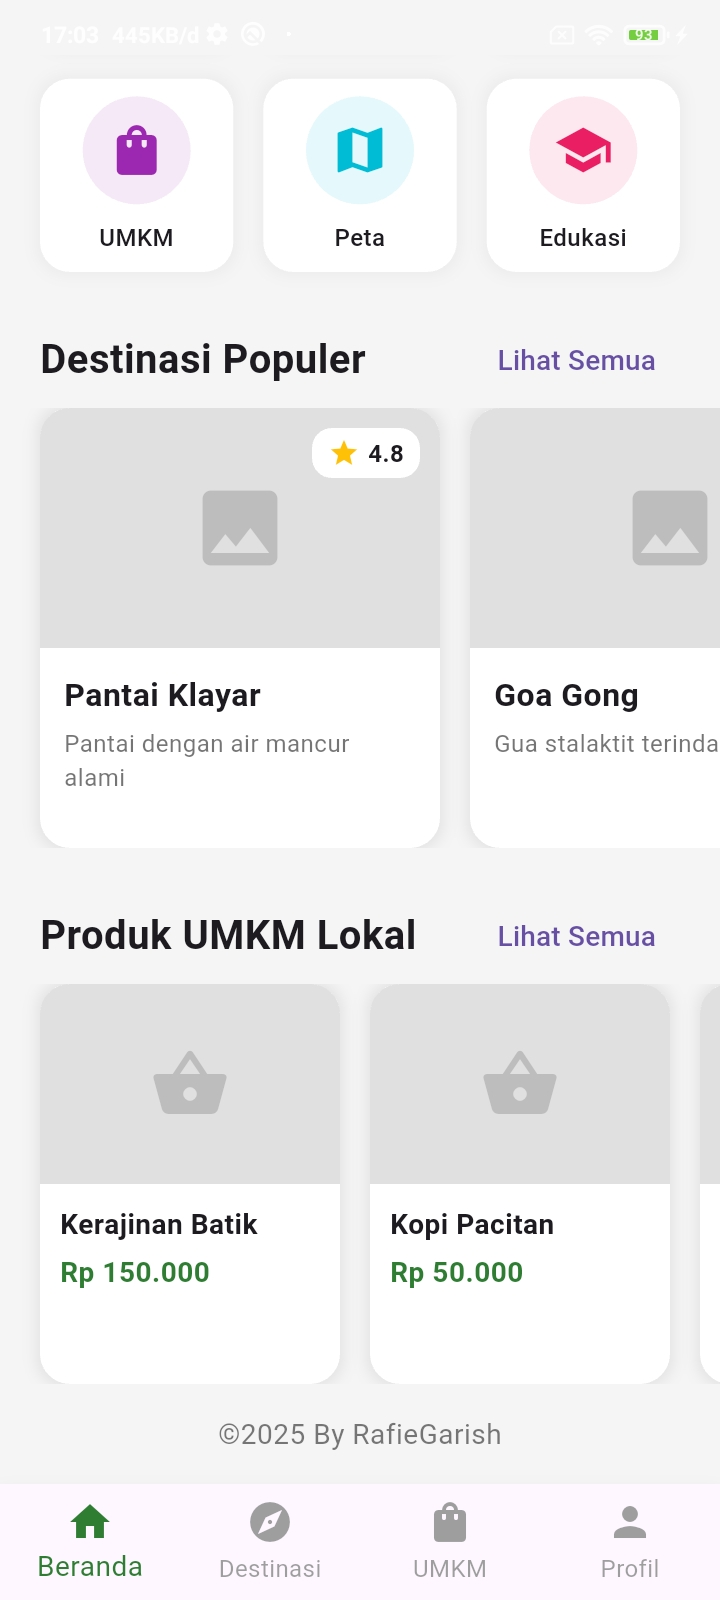 17:03 445KB/d
93
UMKM Peta Edukasi
Destinasi Populer Lihat Semua
4.8
Pantai Klayar
Pantai dengan air mancur
alami
Goa Gong
Gua stalaktit terinda
Produk UMKM Lokal Lihat Semua
Kerajinan Batik
Rp 150.000
Kopi Pacitan
Rp 50.000
©2025 By RafieGarish
Beranda Destinasi UMKM Profil